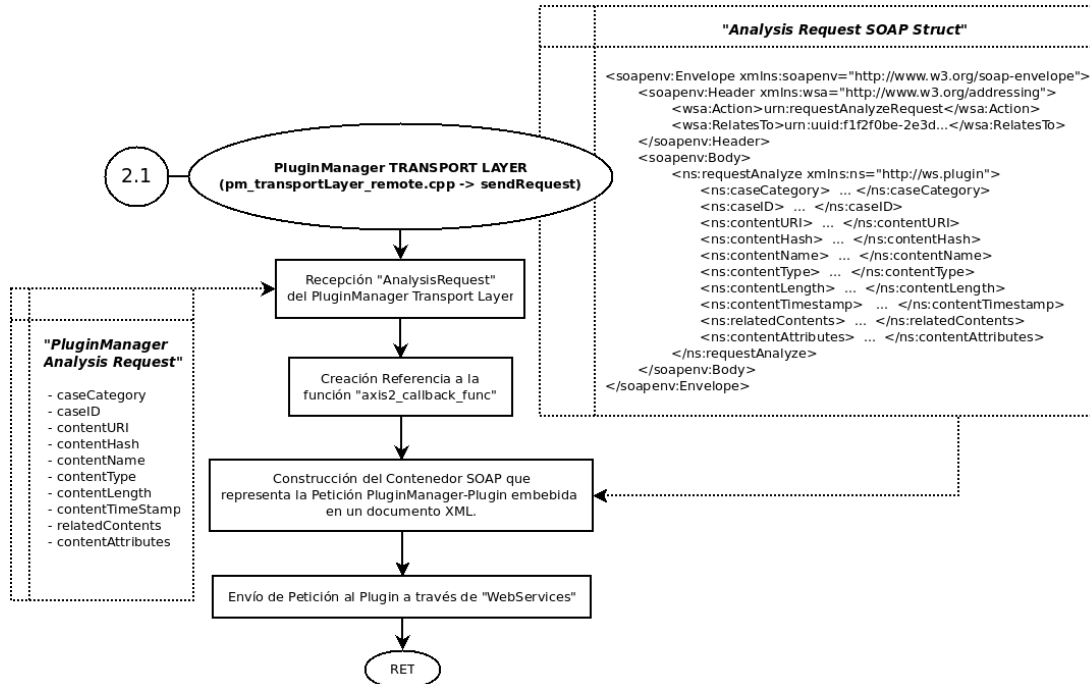 "Analysis Request SOAP Struct"
<soapenv:Envelope xmlns:soapenv="http://www.w3.org/soap-envelope">
<soapenv:Header xmlns:wsa="http://www.w3.org/addressing">
<wsa:Action>urn:requestAnalyzeRequest</wsa:Action>
<wsa:RelatesTo>urn:uuid:f1f2f0be-2e3d...</wsa:RelatesTo>
</soapenv:Header>
<soapenv:Body>
<ns:requestAnalyze xmlns:ns="http://ws.plugin">
<ns:caseCategory> ... </ns:caseCategory>
<ns:caseID> ... </ns:caseID>
<ns:contentURI> ... </ns:contentURI>
<ns:contentHash> ... </ns:contentHash>
<ns:contentName> ... </ns:contentName>
<ns:contentType> ... </ns:contentType>
<ns:contentLength> ... </ns:contentLength>
<ns:contentTimestamp> ... </ns:contentTimestamp>
<ns:relatedContents> ... </ns:relatedContents>
<ns:contentAttributes> ... </ns:contentAttributes>
</ns:requestAnalyze>
</soapenv:Body>
</soapenv:Envelope>
2.1
PluginManager TRANSPORT LAYER
(pm_transportLayer_remote.cpp -> sendRequest)
Recepción "AnalysisRequest"
del PluginManager Transport Layer
"PluginManager
Analysis Request"
- caseCategory
- caseID
- contentURI
- contentHash
- contentName
- contentType
- contentLength
- contentTimeStamp
- relatedContents
- contentAttributes
Creación Referencia a la
función "axis2_callback_func"
Construcción del Contenedor SOAP que
representa la Petición PluginManager-Plugin embebida
en un documento XML.
Envío de Petición al Plugin a través de "WebServices"
RET